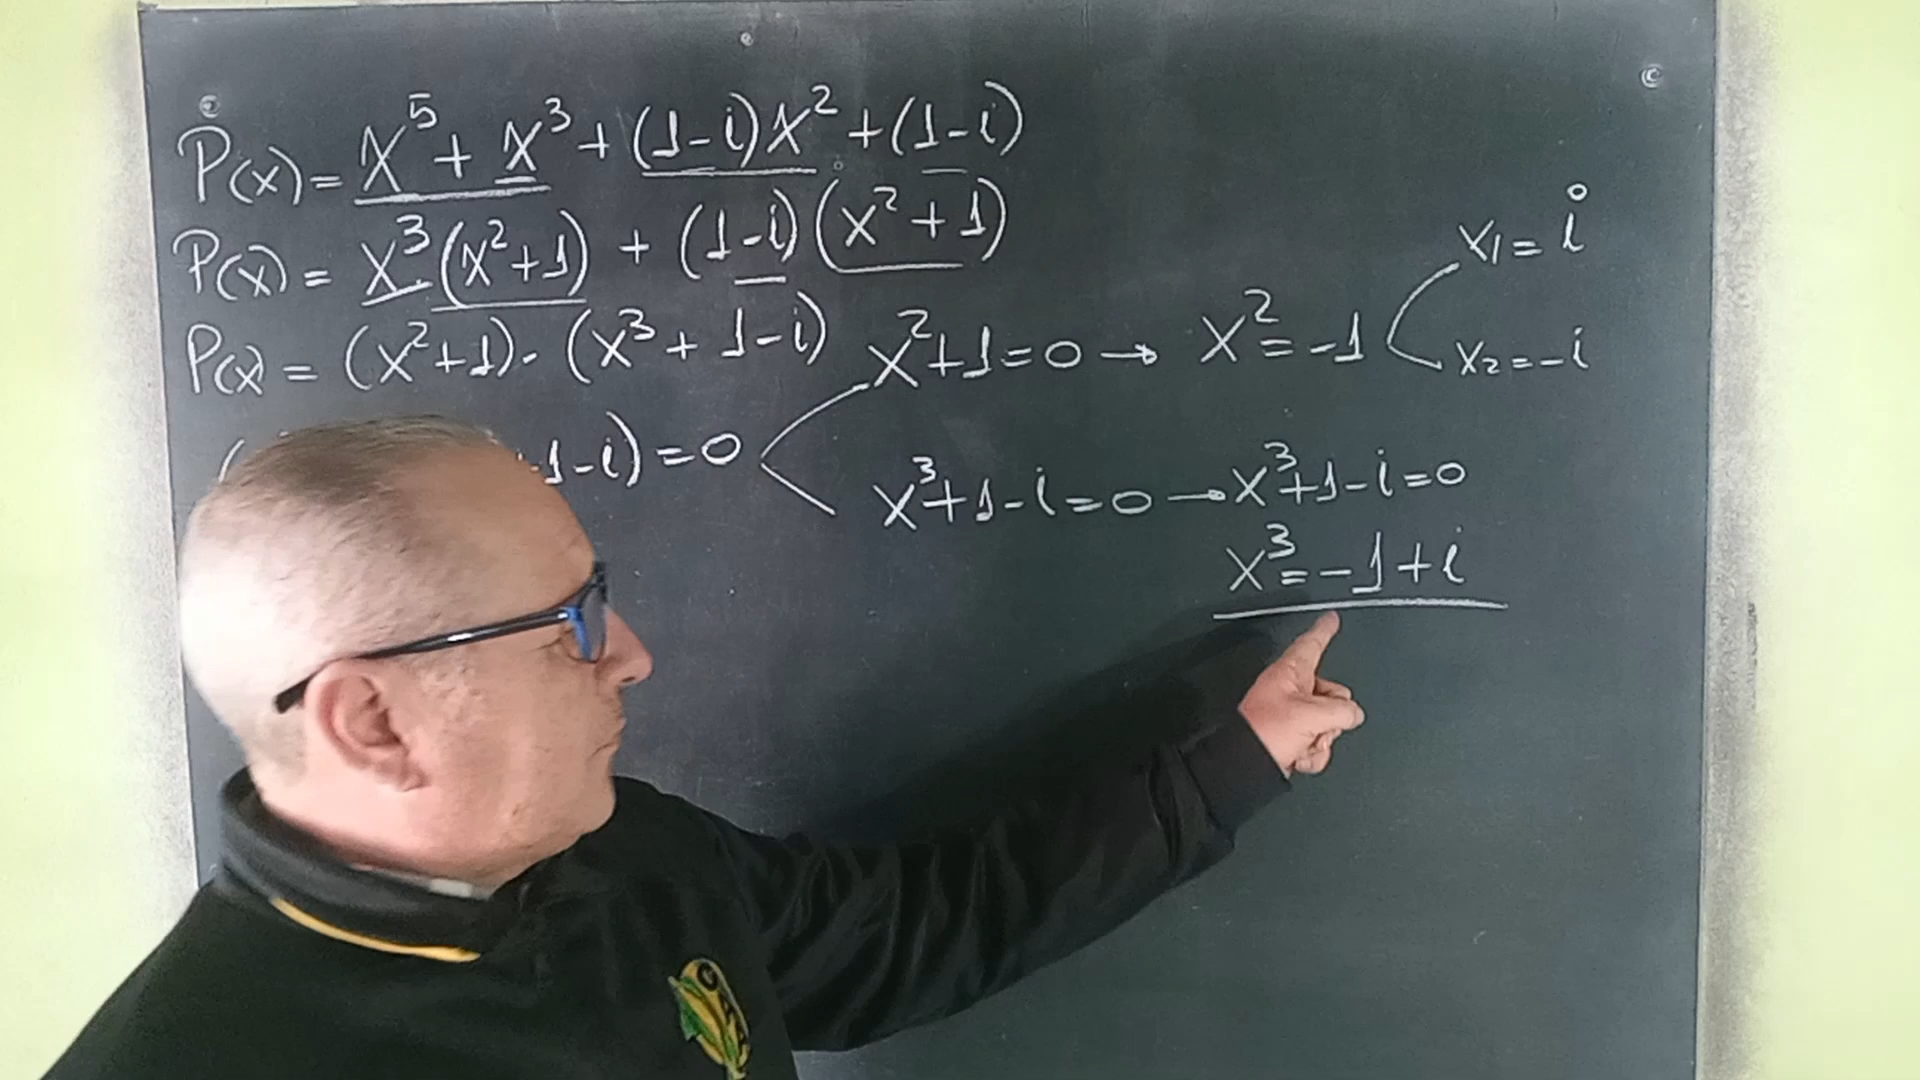 P(x) = x⁵ + x³ + (1-i)x² + (1-i)
P(x) = x³(x²+1) + (1-i)(x²+1)
P(x) = (x²+1)·(x³+1-i)
x²+1=0 → x²=-1
x₁=i
x₂=-i
1-i)=0
x³+1-i=0 → x³+1-i=0
x³=-1+i